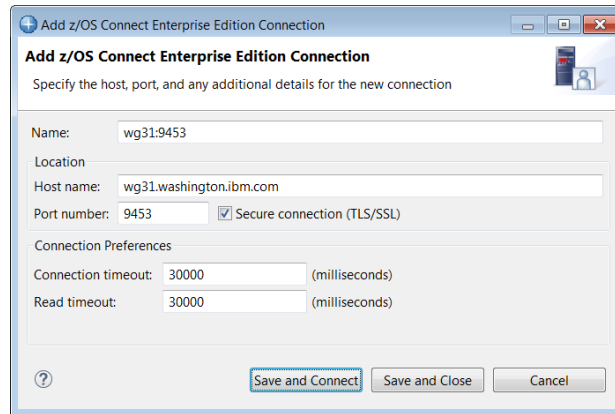 Add z/OS Connect Enterprise Edition Connection
Add z/OS Connect Enterprise Edition Connection
Specify the host, port, and any additional details for the new connection
Name: wg31:9453
Location
Host name: wg31.washington.ibm.com
Port number: 9453 Secure connection (TLS/SSL)
Connection Preferences
Connection timeout: 30000 (milliseconds)
Read timeout: 30000 (milliseconds)
? Save and Connect Save and Close Cancel